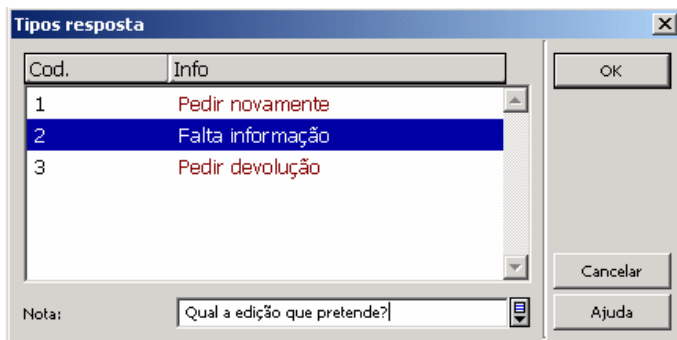 Tipos resposta
Cod. Info
1 Pedir novamente
2 Falta informação
3 Pedir devolução
OK
Cancelar
Nota: Qual a edição que pretende?
Ajuda